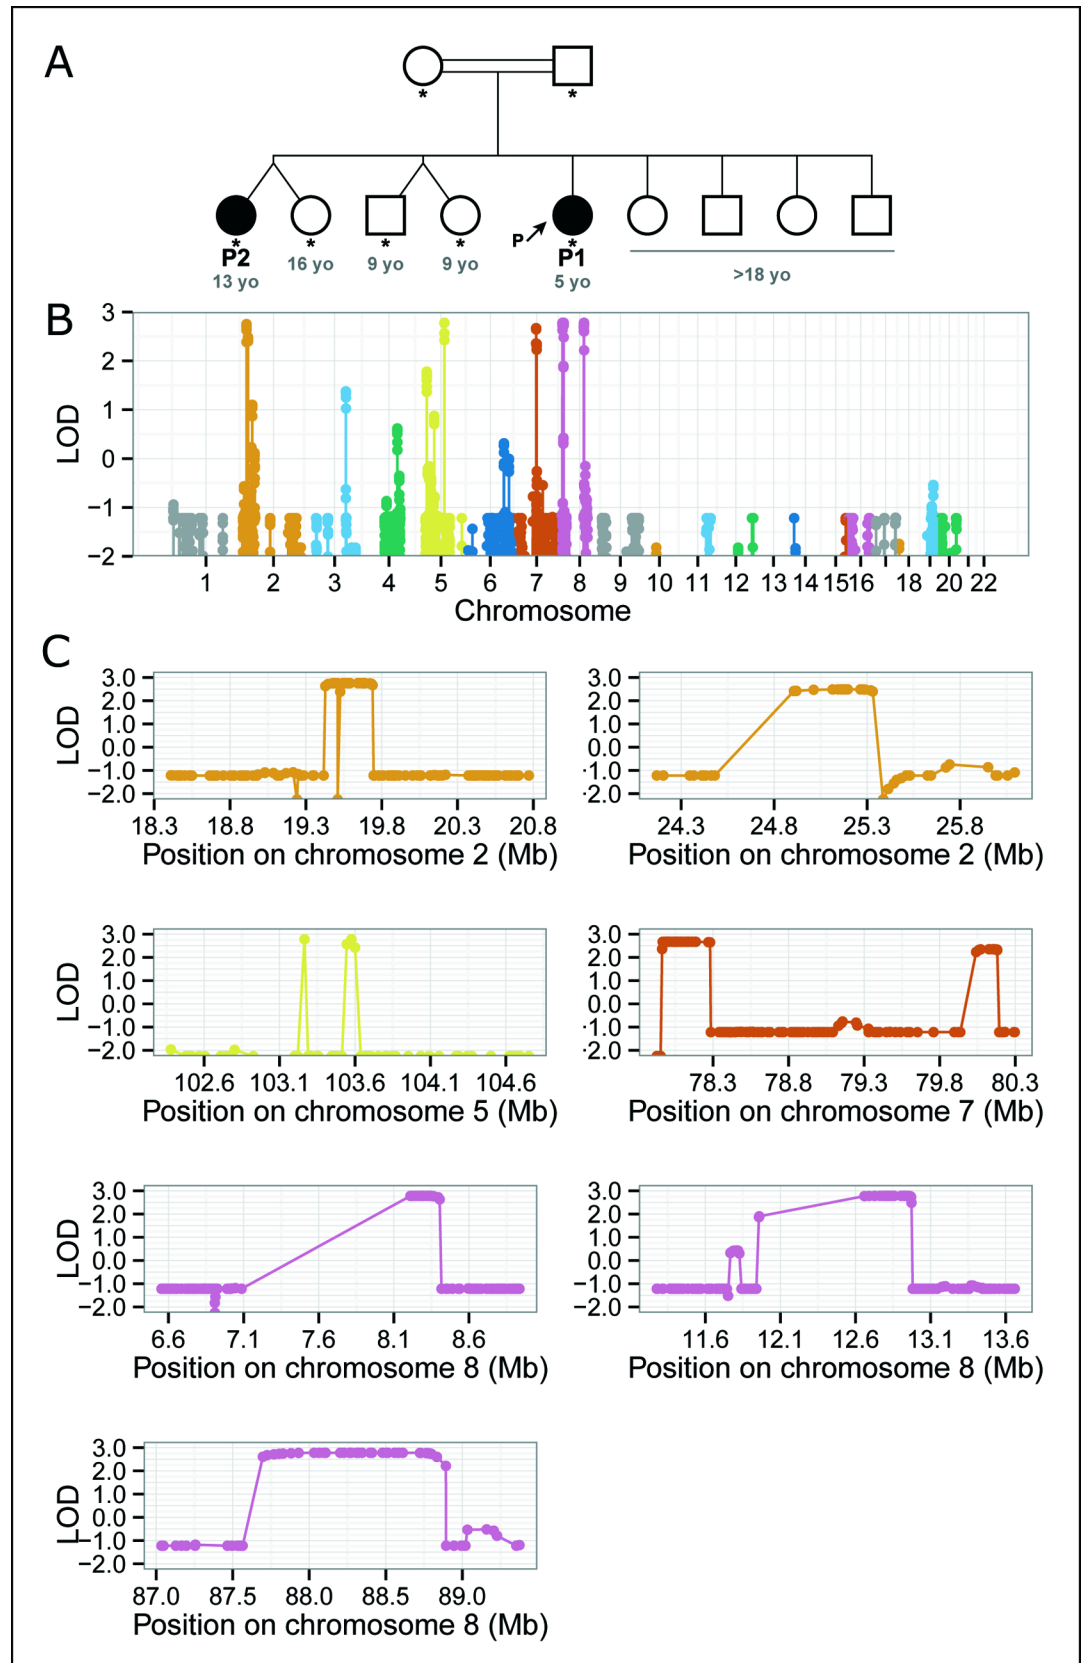 A
* *
P
* * * * *
P2 P1
13 yo 16 yo 9 yo 9 yo 5 yo >18 yo
B
LOD
3
2
1
0
−1
−2
1 2 3 4 5 6 7 8 9 10 11 12 13 14 15 16 17 18 19 20 22
Chromosome
C
LOD
3.0
2.0
1.0
0.0
−1.0
−2.0
18.3 18.8 19.3 19.8 20.3 20.8
Position on chromosome 2 (Mb)
3.0
2.0
1.0
0.0
·1.0
·2.0
24.3 24.8 25.3 25.8
Position on chromosome 2 (Mb)
LOD
3.0
2.0
1.0
0.0
−1.0
−2.0
102.6 103.1 103.6 104.1 104.6
Position on chromosome 5 (Mb)
3.0
2.0
1.0
0.0
·1.0
·2.0
78.3 78.8 79.3 79.8 80.3
Position on chromosome 7 (Mb)
LOD
3.0
2.0
1.0
0.0
−1.0
−2.0
6.6 7.1 7.6 8.1 8.6
Position on chromosome 8 (Mb)
3.0
2.0
1.0
0.0
−1.0
−2.0
11.6 12.1 12.6 13.1 13.6
Position on chromosome 8 (Mb)
LOD
3.0
2.0
1.0
0.0
−1.0
−2.0
87.0 87.5 88.0 88.5 89.0
Position on chromosome 8 (Mb)